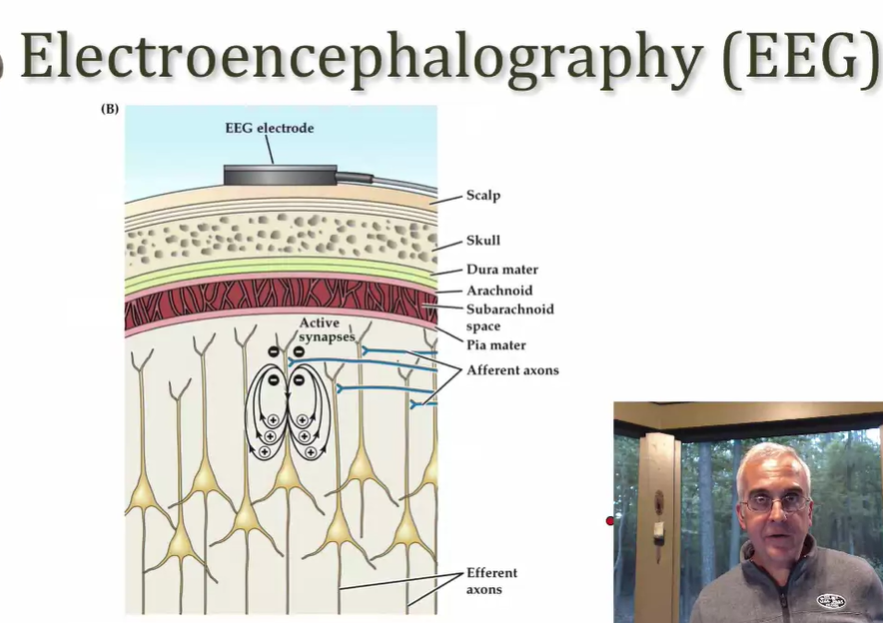 Electroencephalography (EEG)
(B)
EEG electrode
Scalp
Skull
Dura mater
Arachnoid
Subarachnoid
space
Pia mater
Active
synapses
Afferent axons
Efferent
axons